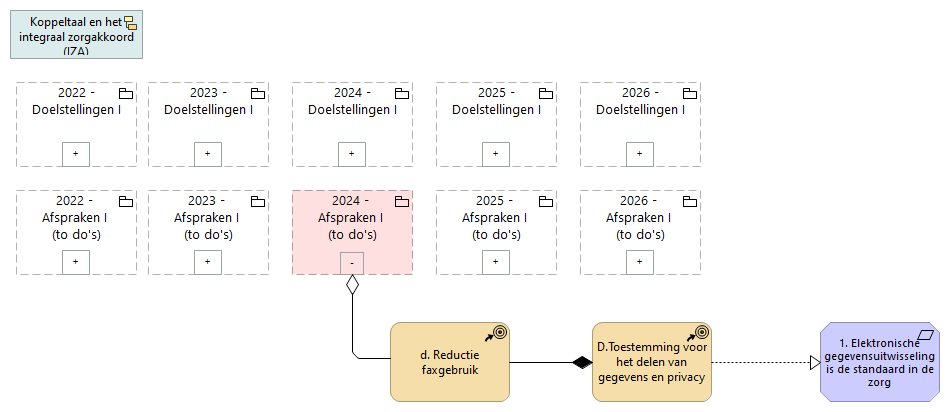 Koppeltaal en het
integraal zorgakkoord
(IZA)
2022 -
Doelstellingen I
+
2023 -
Doelstellingen I
+
2024 -
Doelstellingen I
+
2025 -
Doelstellingen I
+
2026 -
Doelstellingen I
+
2022 -
Afspraken I
(to do's)
+
2023 -
Afspraken I
(to do's)
+
2024 -
Afspraken I
(to do's)
-
2025 -
Afspraken I
(to do's)
+
2026 -
Afspraken I
(to do's)
+
d. Reductie
faxgebruik
D.Toestemming voor
het delen van
gegevens en privacy
1. Elektronische
gegevensuitwisseling
is de standaard in de
zorg